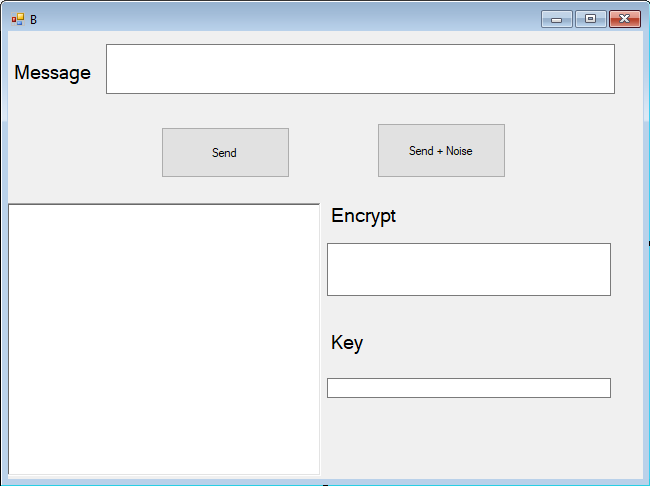 B
Message
Send
Send + Noise
Encrypt
Key